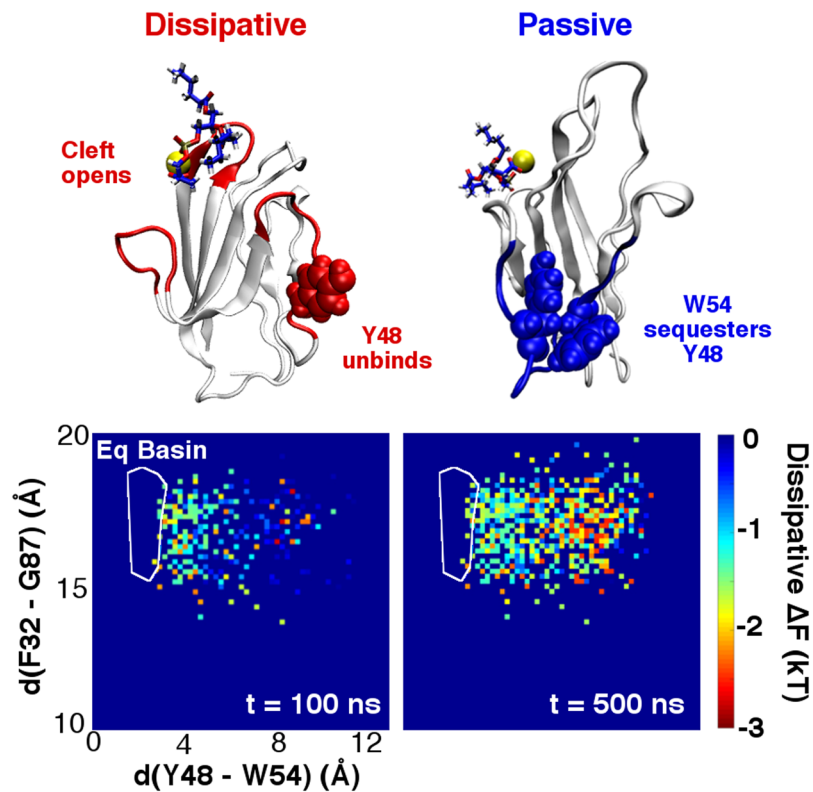 Dissipative
Passive
Cleft
opens
Y48
unbinds
W54
sequesters
Y48
20
15
10
d(F32 - G87) (Å)
Eq Basin
t = 100 ns
t = 500 ns
0
4
8
12
d(Y48 - W54) (Å)
0
-1
-2
-3
Dissipative ΔF (kT)